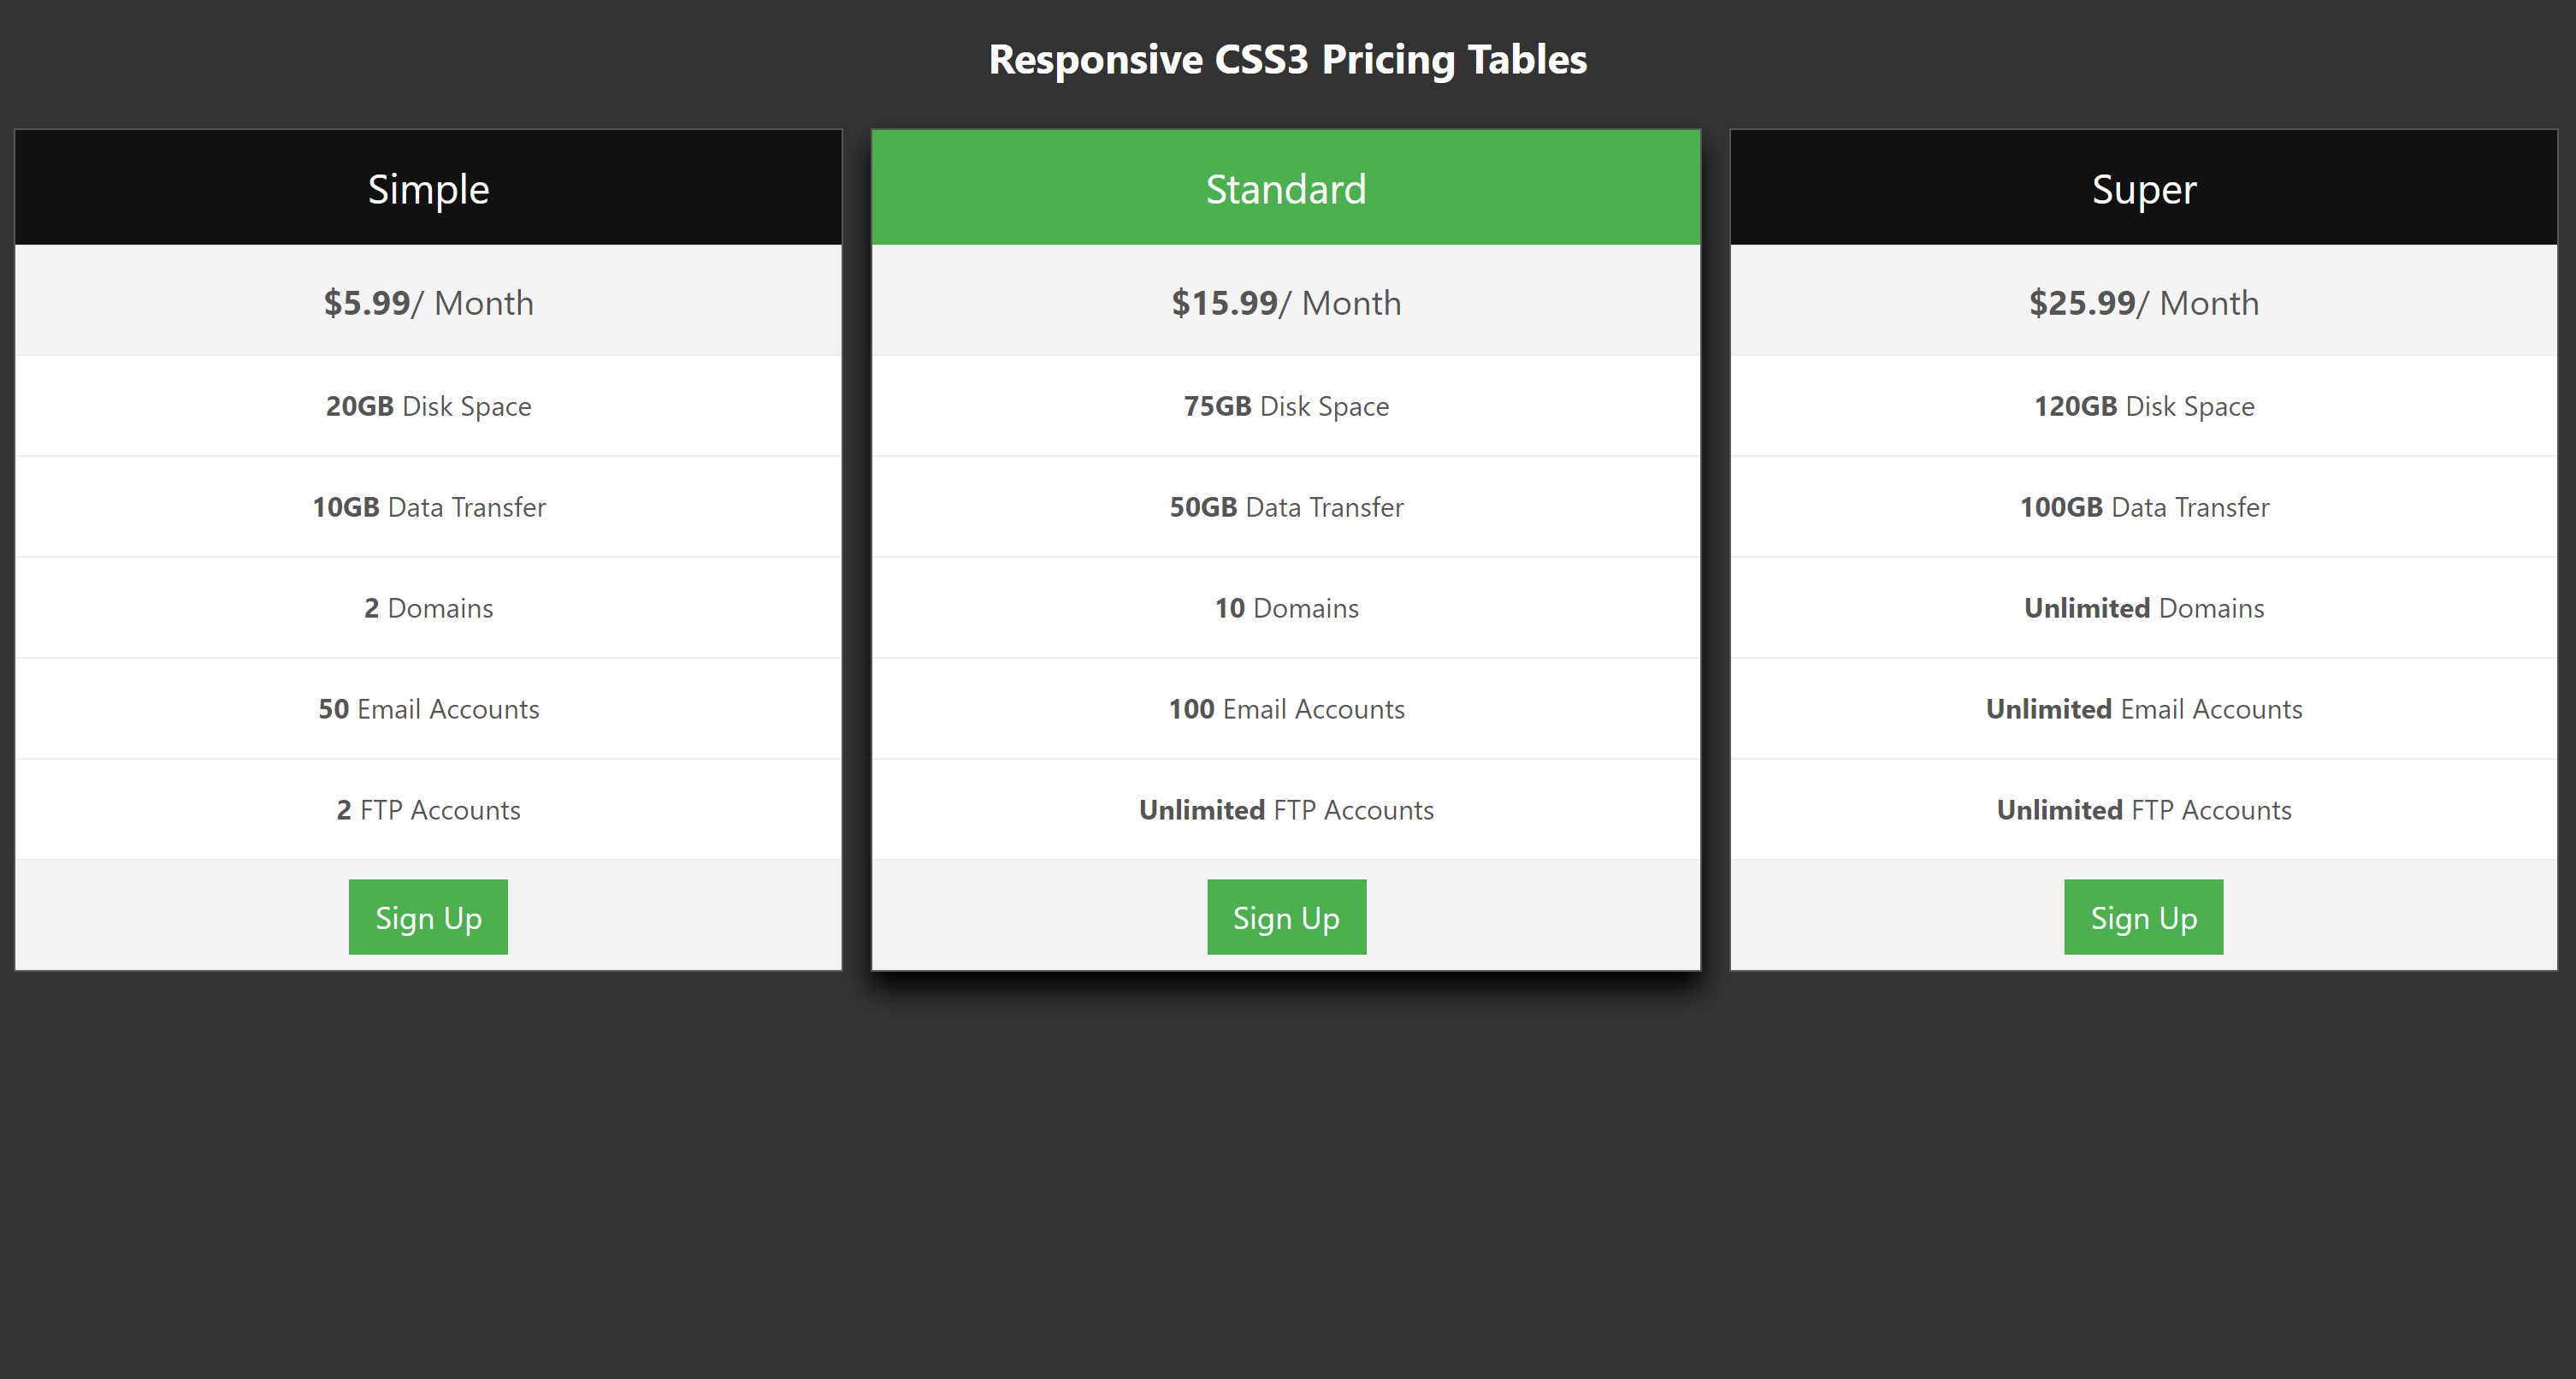 Responsive CSS3 Pricing Tables
Simple
$5.99/ Month
20GB Disk Space
10GB Data Transfer
2 Domains
50 Email Accounts
2 FTP Accounts
Sign Up
Standard
$15.99/ Month
75GB Disk Space
50GB Data Transfer
10 Domains
100 Email Accounts
Unlimited FTP Accounts
Sign Up
Super
$25.99/ Month
120GB Disk Space
100GB Data Transfer
Unlimited Domains
Unlimited Email Accounts
Unlimited FTP Accounts
Sign Up